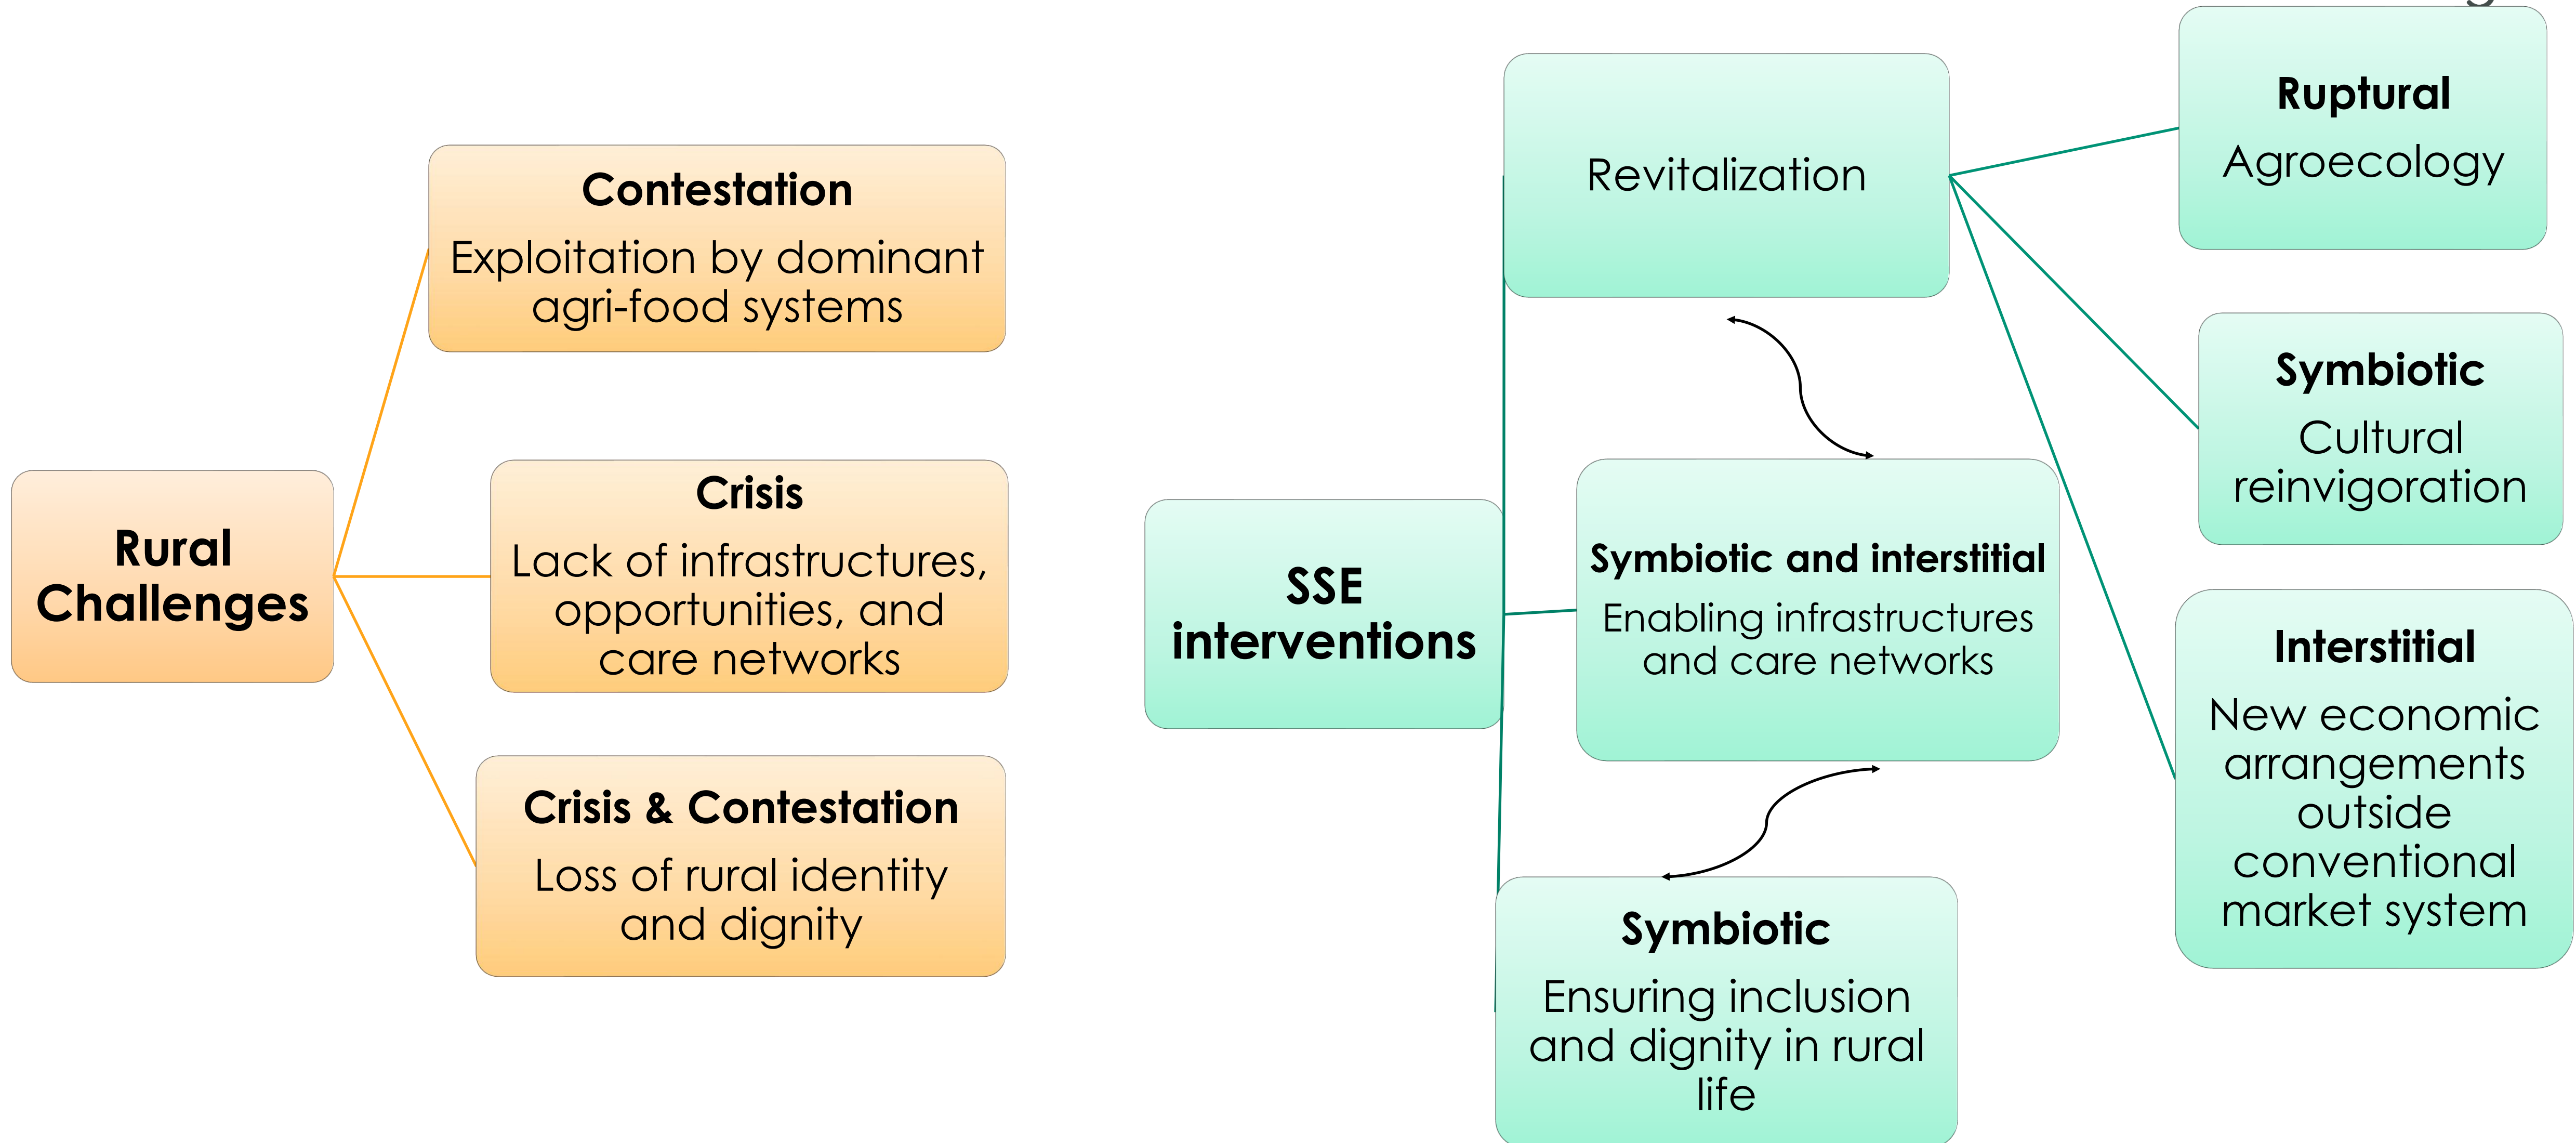 Rural
Challenges
Contestation
Exploitation by dominant
agri-food systems
Crisis
Lack of infrastructures,
opportunities, and
care networks
Crisis & Contestation
Loss of rural identity
and dignity
SSE
interventions
Revitalization
Symbiotic and interstitial
Enabling infrastructures
and care networks
Symbiotic
Ensuring inclusion
and dignity in rural
life
Ruptural
Agroecology
Symbiotic
Cultural
reinvigoration
Interstitial
New economic
arrangements
outside
conventional
market system